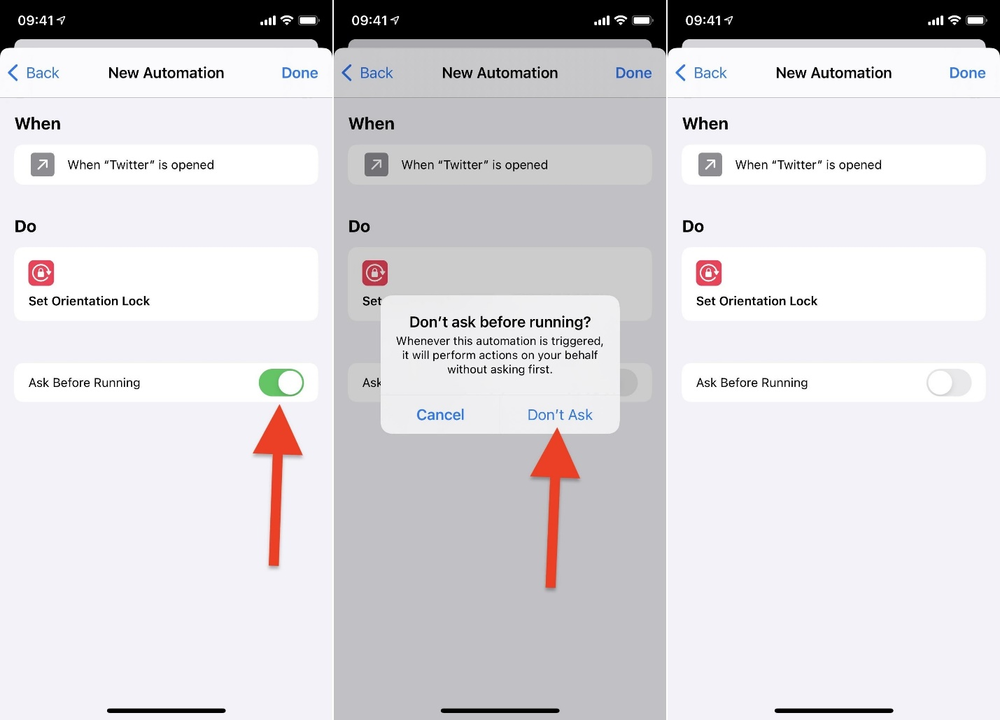 09:41
Back New Automation Done
When
When “Twitter” is opened
Do
Set Orientation Lock
Ask Before Running
09:41
Back New Automation Done
When
When “Twitter” is opened
Do
Set
Ask
Don’t ask before running?
Whenever this automation is triggered,
it will perform actions on your behalf
without asking first.
Cancel Don’t Ask
09:41
Back New Automation Done
When
When “Twitter” is opened
Do
Set Orientation Lock
Ask Before Running